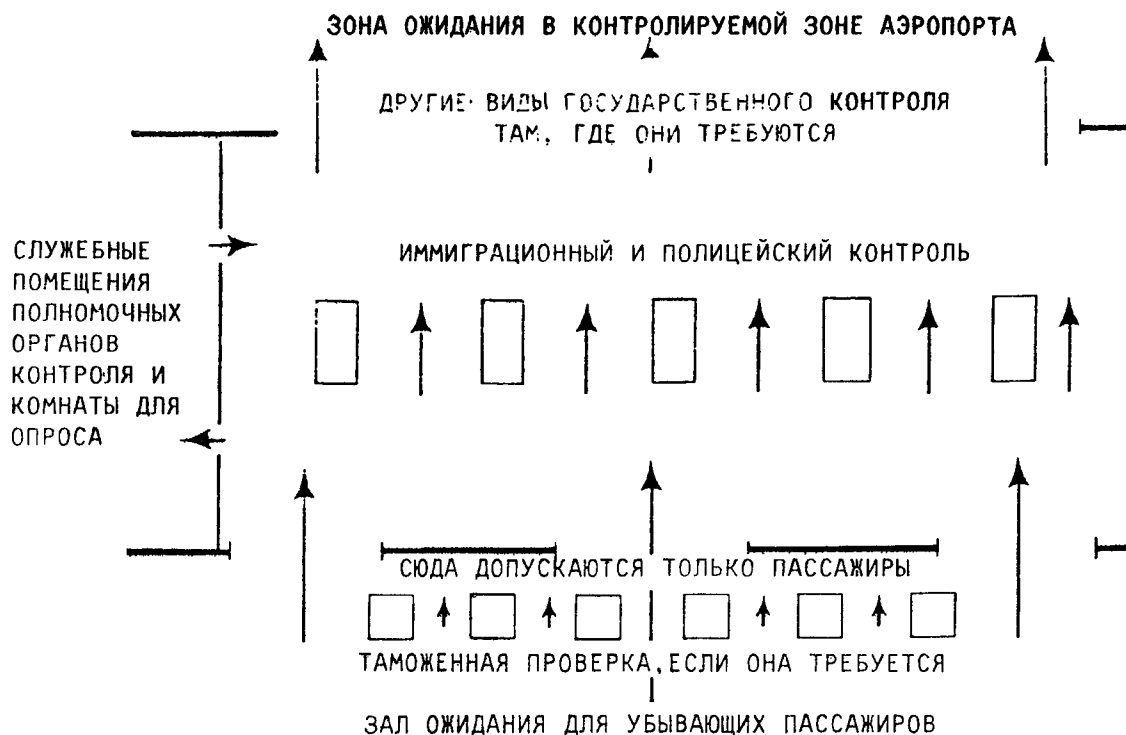 ЗОНА ОЖИДАНИЯ В КОНТРОЛИРУЕМОЙ ЗОНЕ АЭРОПОРТА
ДРУГИЕ ВИДЫ ГОСУДАРСТВЕННОГО КОНТРОЛЯ
ТАМ, ГДЕ ОНИ ТРЕБУЮТСЯ
СЛУЖЕБНЫЕ
ПОМЕЩЕНИЯ
ПОЛНОМОЧНЫХ
ОРГАНОВ
КОНТРОЛЯ И
КОМНАТЫ ДЛЯ
ОПРОСА
ИММИГРАЦИОННЫЙ И ПОЛИЦЕЙСКИЙ КОНТРОЛЬ
СЮДА ДОПУСКАЮТСЯ ТОЛЬКО ПАССАЖИРЫ
ТАМОЖЕННАЯ ПРОВЕРКА, ЕСЛИ ОНА ТРЕБУЕТСЯ
ЗАЛ ОЖИДАНИЯ ДЛЯ УБЫВАЮЩИХ ПАССАЖИРОВ